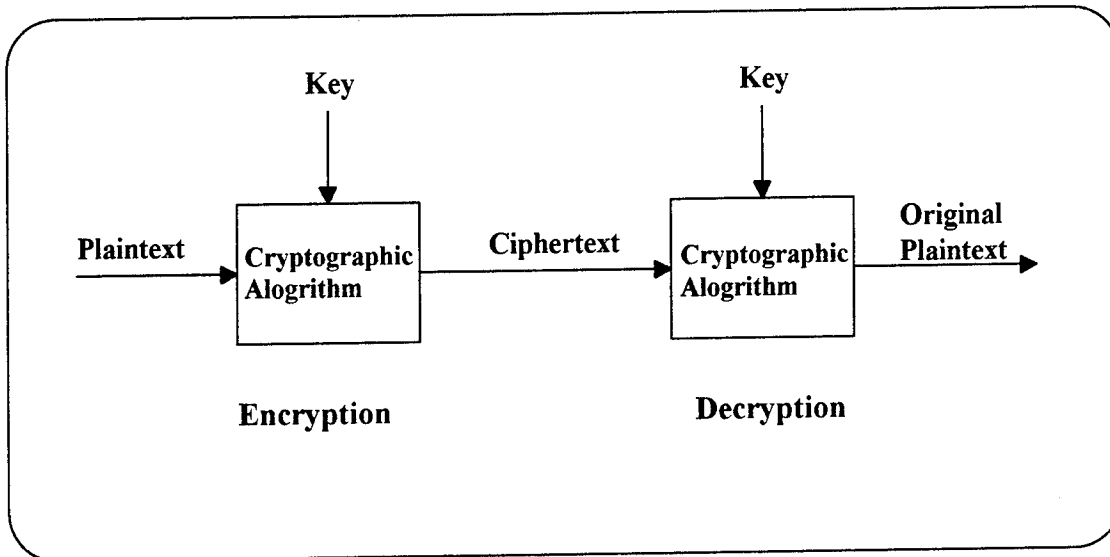 Key
Key
Plaintext
Cryptographic
Alogrithm
Ciphertext
Cryptographic
Alogrithm
Original
Plaintext
Encryption
Decryption